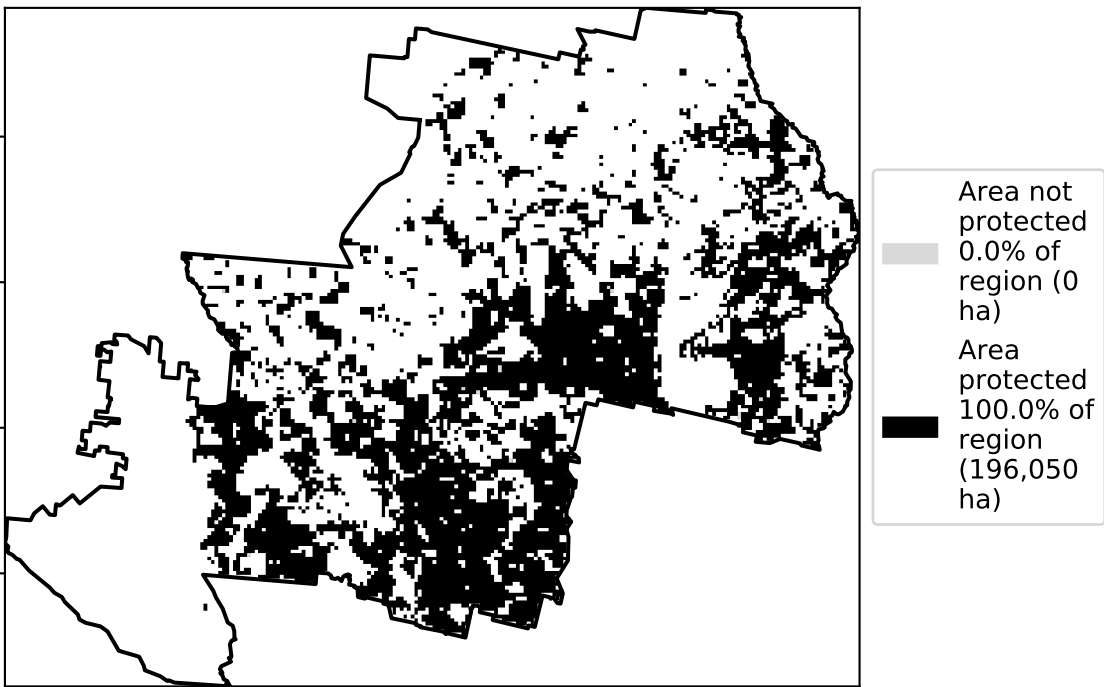 Area not
protected
0.0% of
region (0
ha)
Area
protected
100.0% of
region
(196,050
ha)